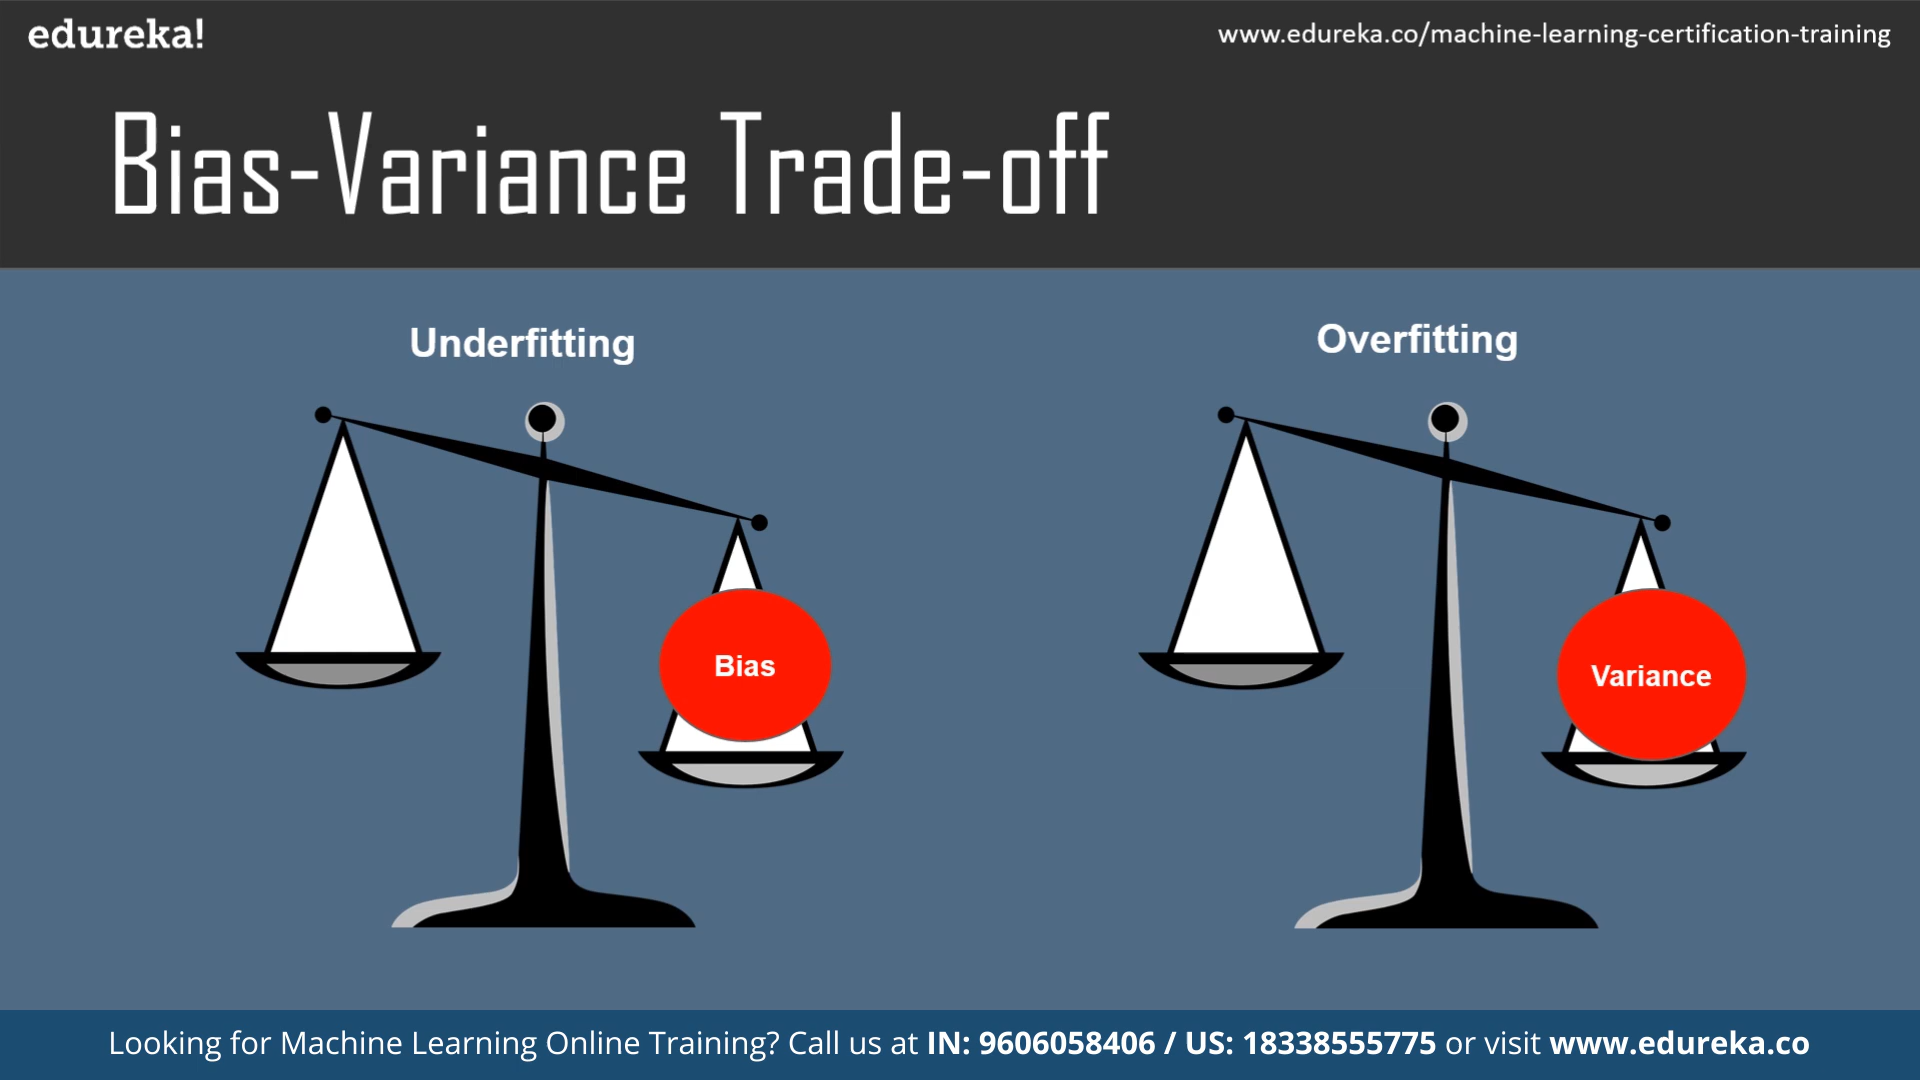 edureka!
www.edureka.co/machine-learning-certification-training
Bias-Variance Trade-off
Underfitting
Overfitting
Bias
Variance
Looking for Machine Learning Online Training? Call us at IN: 9606058406 / US: 18338555775 or visit www.edureka.co